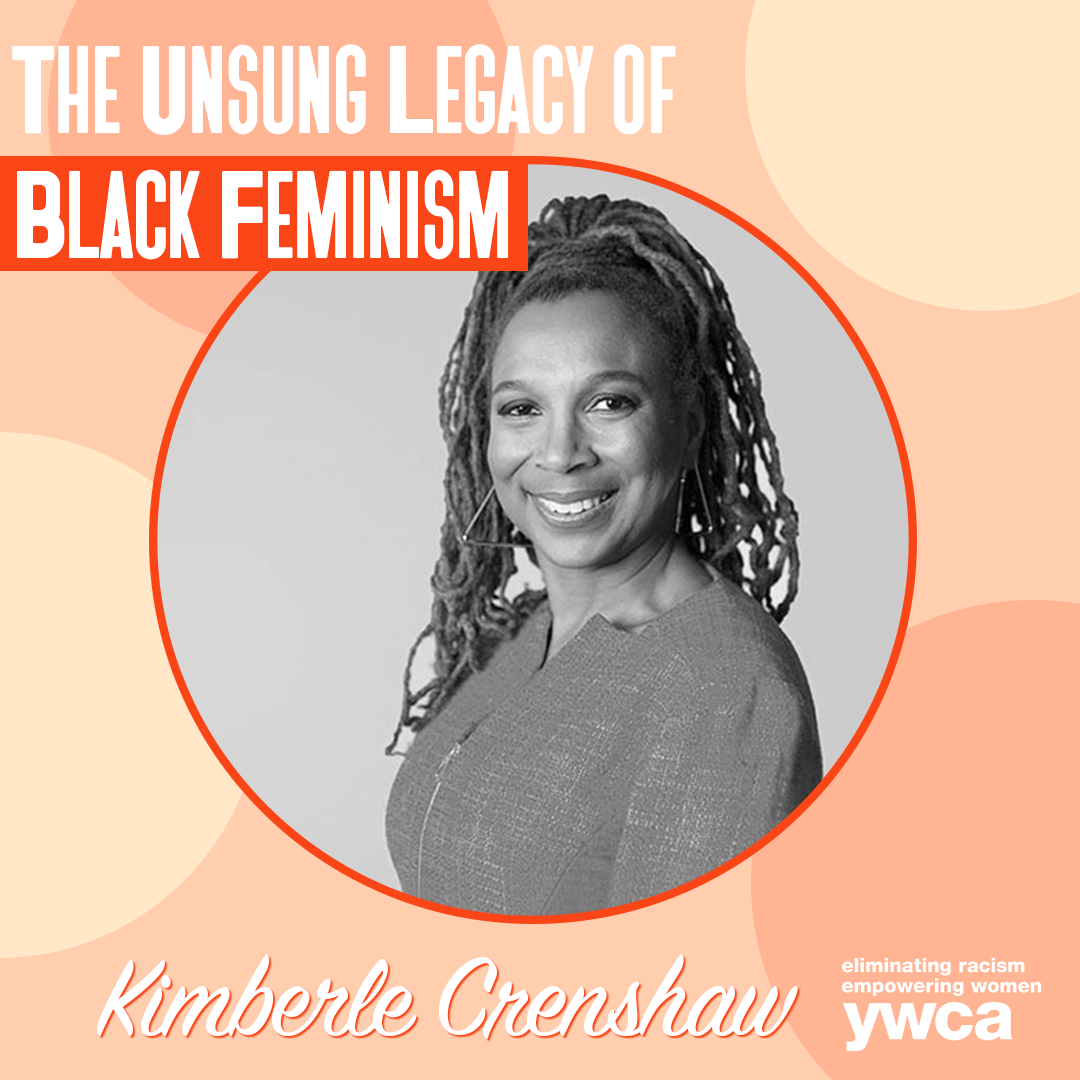 The Unsung Legacy of
Black Feminism
Kimberle Crenshaw
eliminating racism
empowering women
ywca